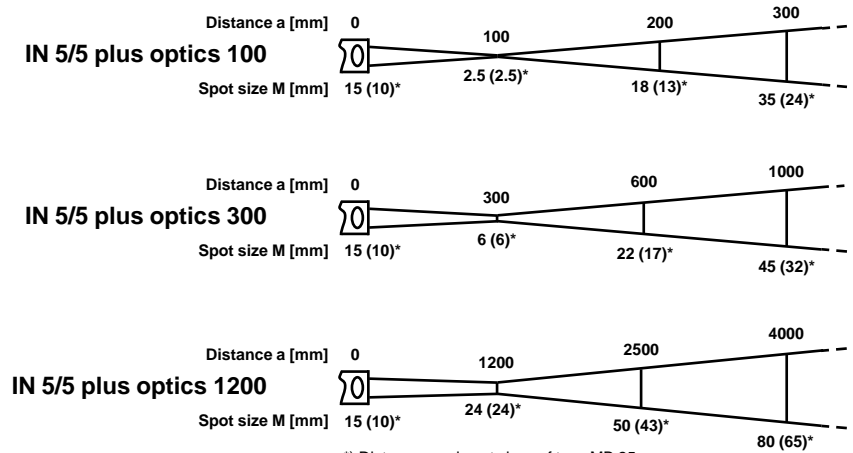 Distance a [mm] 0 100 200 300
IN 5/5 plus optics 100
Spot size M [mm] 15 (10)* 2.5 (2.5)* 18 (13)* 35 (24)*
Distance a [mm] 0 300 600 1000
IN 5/5 plus optics 300
Spot size M [mm] 15 (10)* 6 (6)* 22 (17)* 45 (32)*
Distance a [mm] 0 1200 2500 4000
IN 5/5 plus optics 1200
Spot size M [mm] 15 (10)* 24 (24)* 50 (43)* 80 (65)*